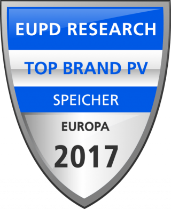 EUPD RESEARCH
TOP BRAND PV
SPEICHER
EUROPA
2017